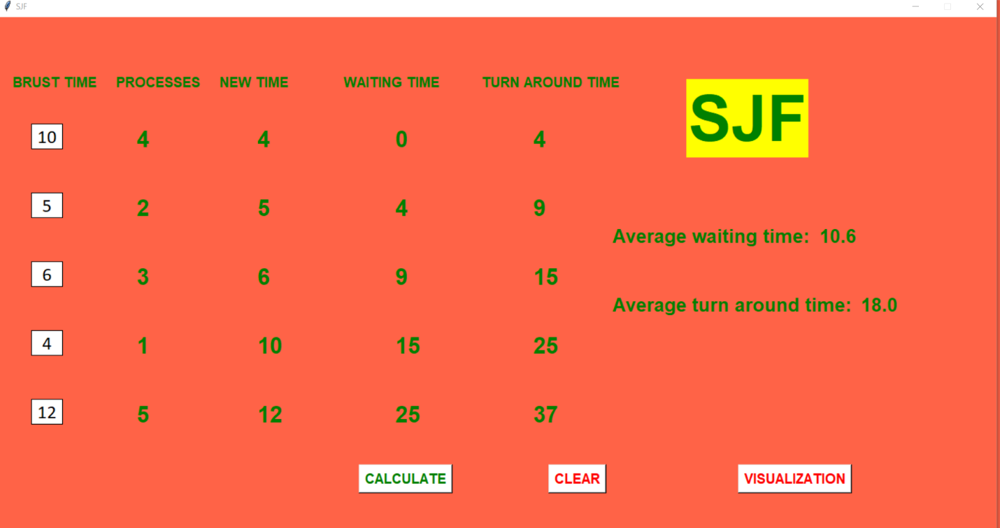 SJF
BRUST TIME PROCESSES NEW TIME WAITING TIME TURN AROUND TIME
SJF
10 4 4 0 4
5 2 5 4 9
Average waiting time: 10.6
6 3 6 9 15
Average turn around time: 18.0
4 1 10 15 25
12 5 12 25 37
CALCULATE CLEAR VISUALIZATION